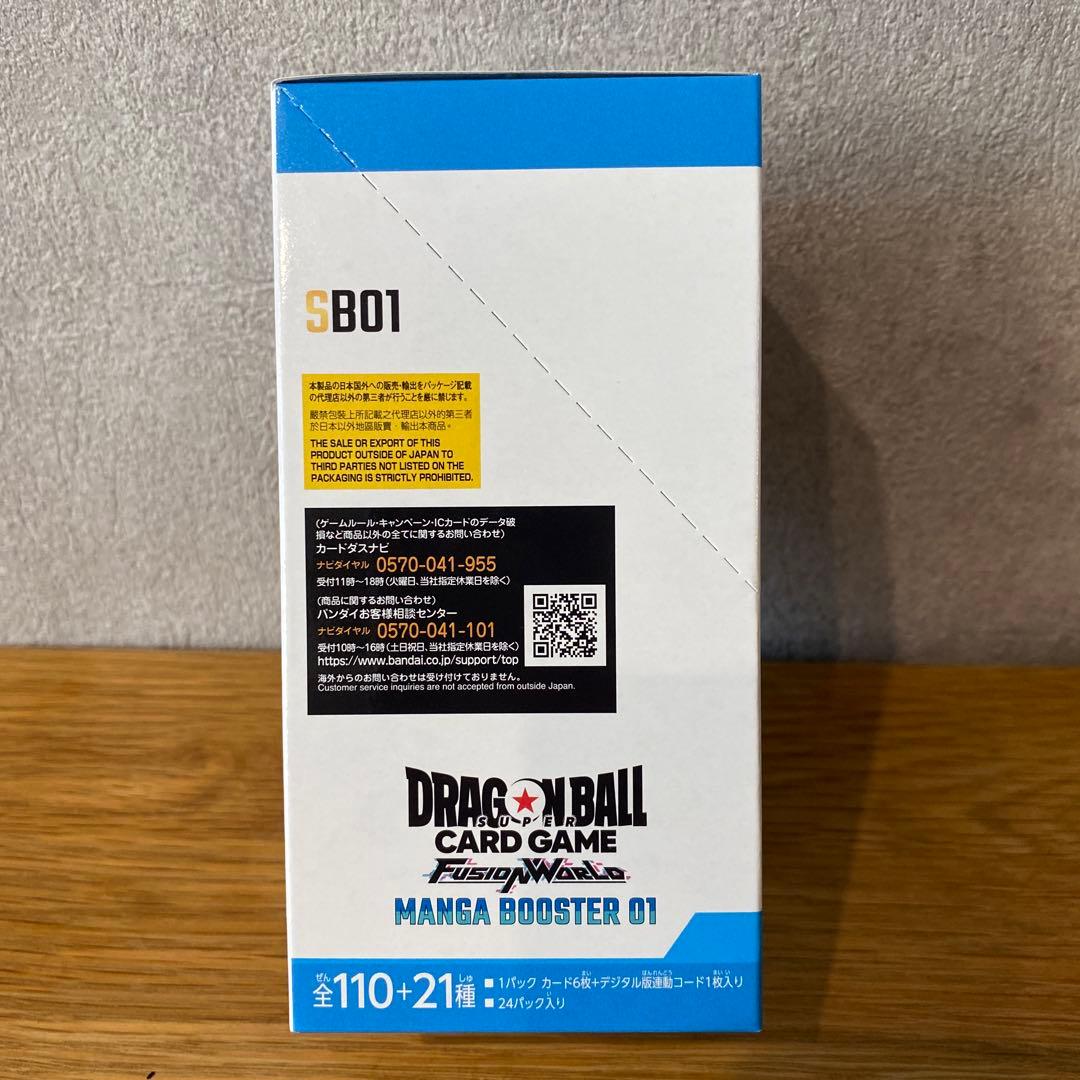 SB01
本製品の日本国外への販売・輸出をパッケージ記載
の代理店以外の第三者が行うことを厳に禁じます。
嚴禁包裝上所記載之代理店以外的第三者
於日本以外地區販賣・輸出本商品。
THE SALE OR EXPORT OF THIS
PRODUCT OUTSIDE OF JAPAN TO
THIRD PARTIES NOT LISTED ON THE
PACKAGING IS STRICTLY PROHIBITED.
(ゲームルール・キャンペーン・ICカードのデータ破
損など商品以外の全てに関するお問い合わせ)
カードダスナビ
ナビダイヤル 0570-041-955
受付11時〜18時(火曜日、当社指定休業日を除く)
(商品に関するお問い合わせ)
バンダイお客様相談センター
ナビダイヤル 0570-041-101
受付10時〜16時(土日祝日、当社指定休業日を除く)
https://www.bandai.co.jp/support/top
海外からのお問い合わせは受け付けておりません。
Customer service inquiries are not accepted from outside Japan.
DRAGON BALL
SUPER
CARD GAME
FUSION WORLD
MANGA BOOSTER 01
全110+21種
■ 1パック カード6枚+デジタル版連動コード1枚入り
■ 24パック入り